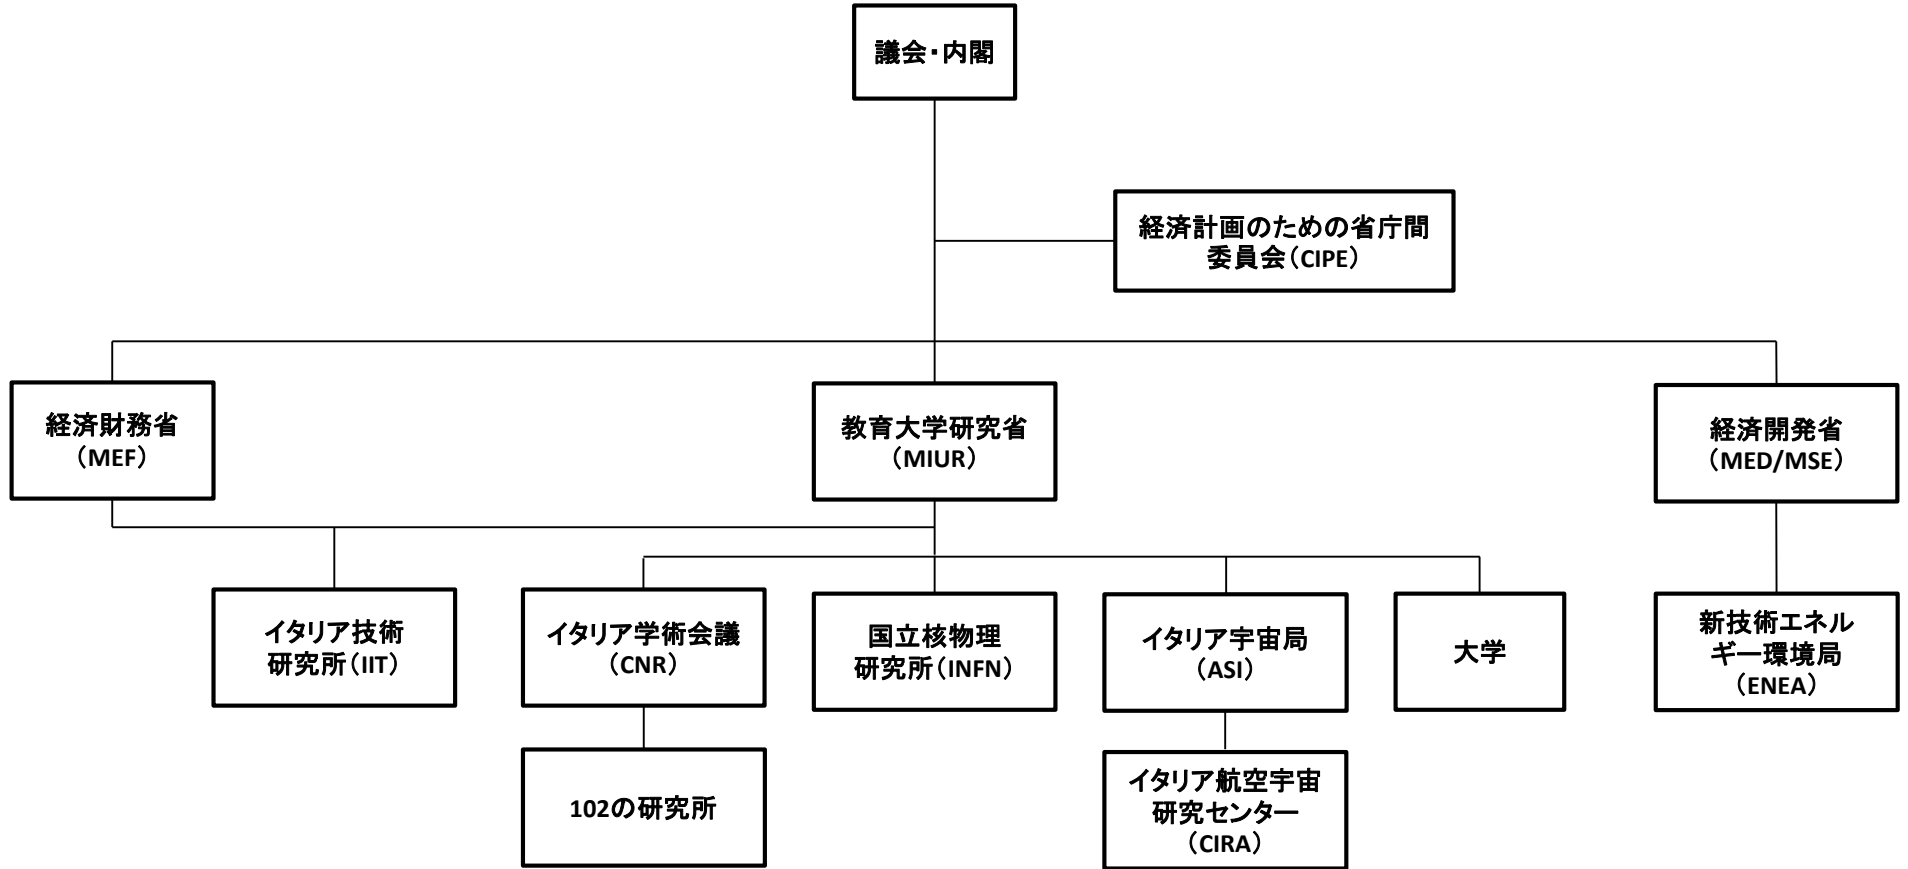 議会・内閣
経済計画のための省庁間
委員会(CIPE)
経済財務省
(MEF)
教育大学研究省
(MIUR)
経済開発省
(MED/MSE)
イタリア技術
研究所(IIT)
イタリア学術会議
(CNR)
国立核物理
研究所(INFN)
イタリア宇宙局
(ASI)
大学
新技術エネル
ギー環境局
(ENEA)
102の研究所
イタリア航空宇宙
研究センター
(CIRA)